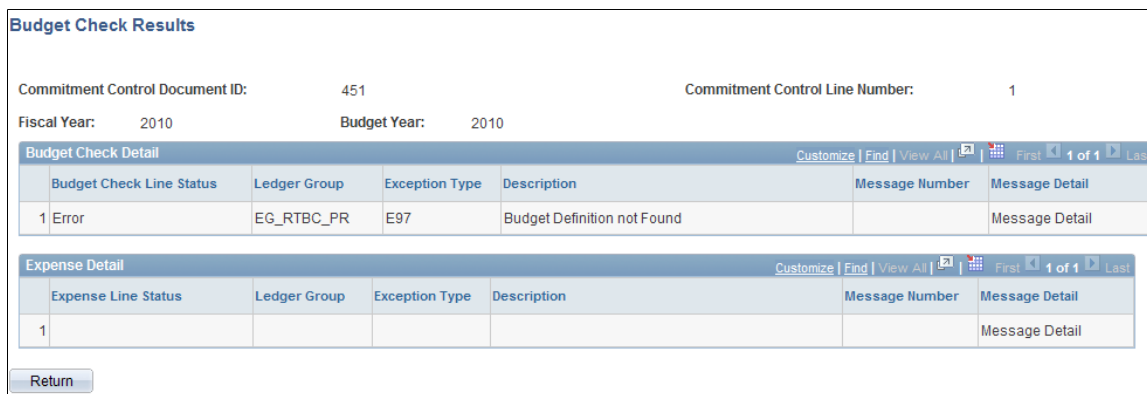 Budget Check Results
Commitment Control Document ID: 451 Commitment Control Line Number: 1
Fiscal Year: 2010 Budget Year: 2010
Budget Check Detail Customize | Find | View All | | First 1 of 1 Las
Budget Check Line Status Ledger Group Exception Type Description Message Number Message Detail
1 Error EG_RTBC_PR E97 Budget Definition not Found Message Detail
Expense Detail Customize | Find | View All | | First 1 of 1 Last
Expense Line Status Ledger Group Exception Type Description Message Number Message Detail
1 Message Detail
Return